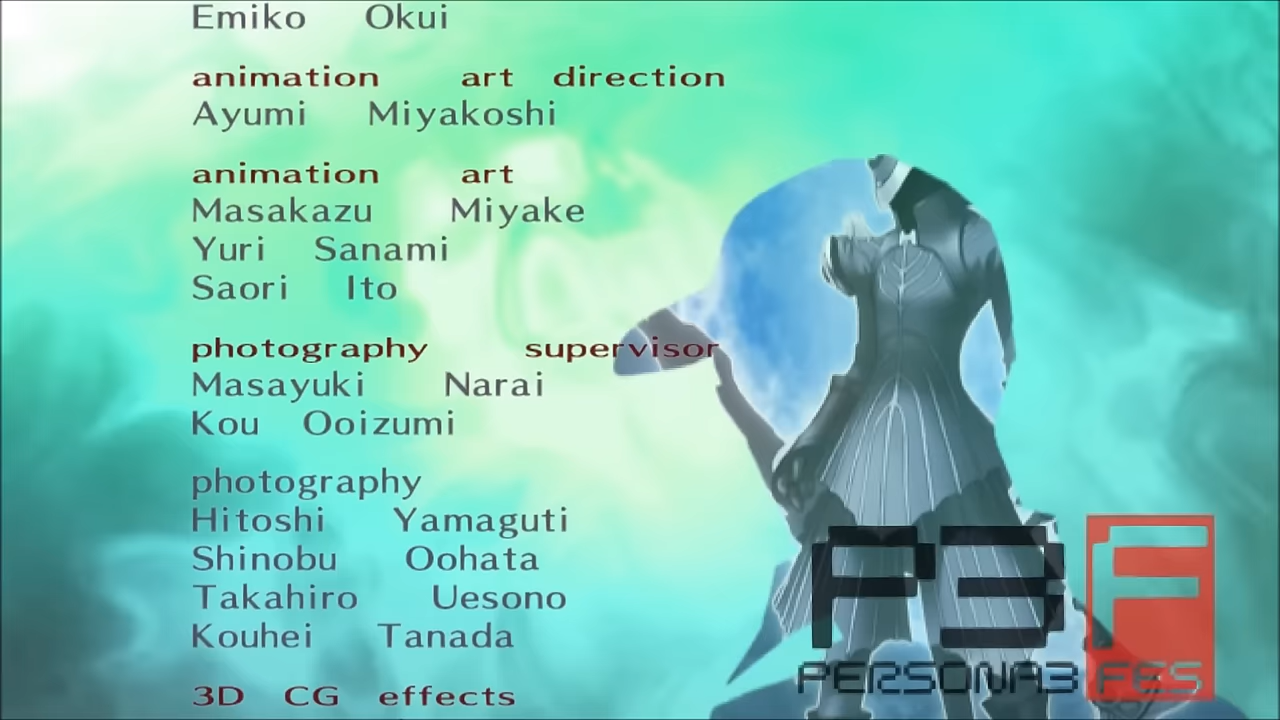 Emiko Okui
animation art direction
Ayumi Miyakoshi
animation art
Masakazu Miyake
Yuri Sanami
Saori Ito
photography supervisor
Masayuki Narai
Kou Ooizumi
photography
Hitoshi Yamaguti
Shinobu Oohata
Takahiro Uesono
Kouhei Tanada
3D CG effects
P3F
PERSONA3 FES